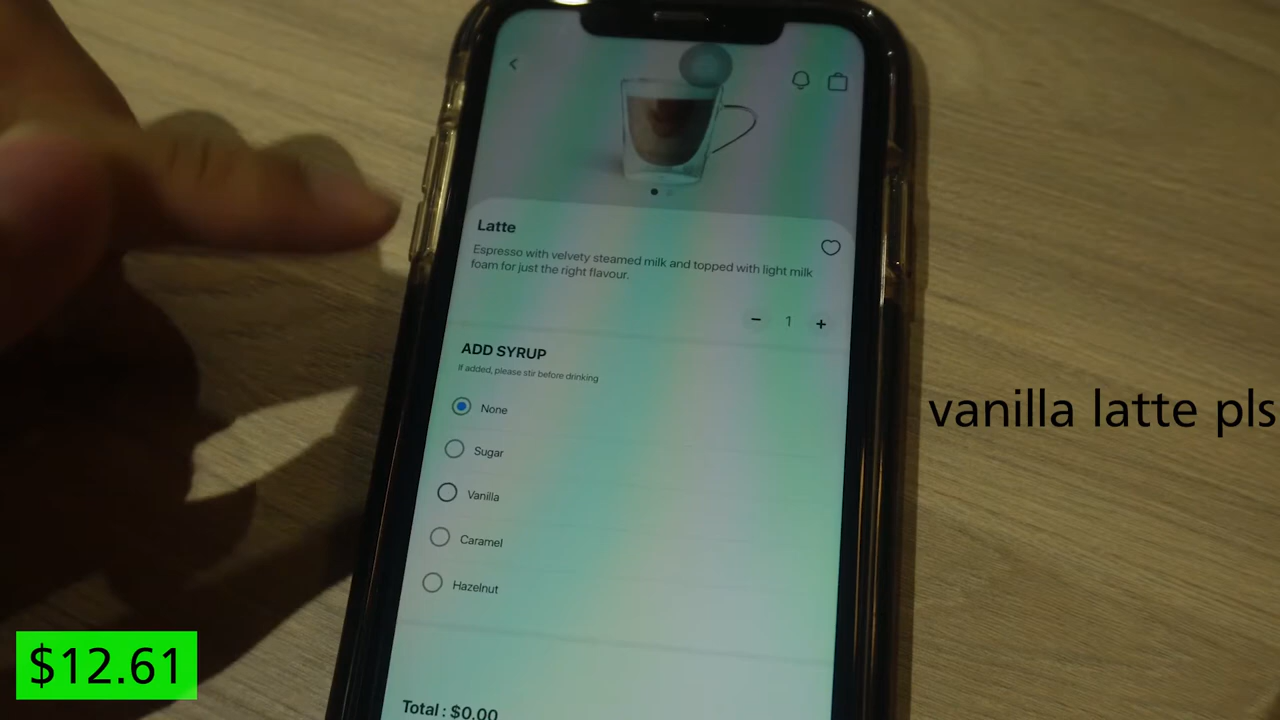 Latte
Espresso with velvety steamed milk and topped with light milk
foam for just the right flavour.
− 1 +
ADD SYRUP
If added, please stir before drinking
None
Sugar
Vanilla
Caramel
Hazelnut
Total : $0.00
vanilla latte pls
$12.61